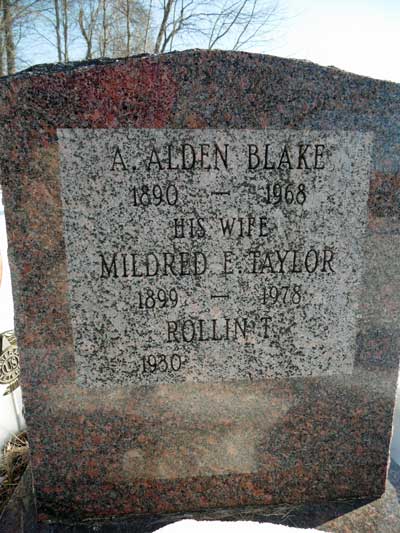 A. ALDEN BLAKE
1890 — 1968
HIS WIFE
MILDRED E. TAYLOR
1899 — 1978
ROLLIN T.
1930